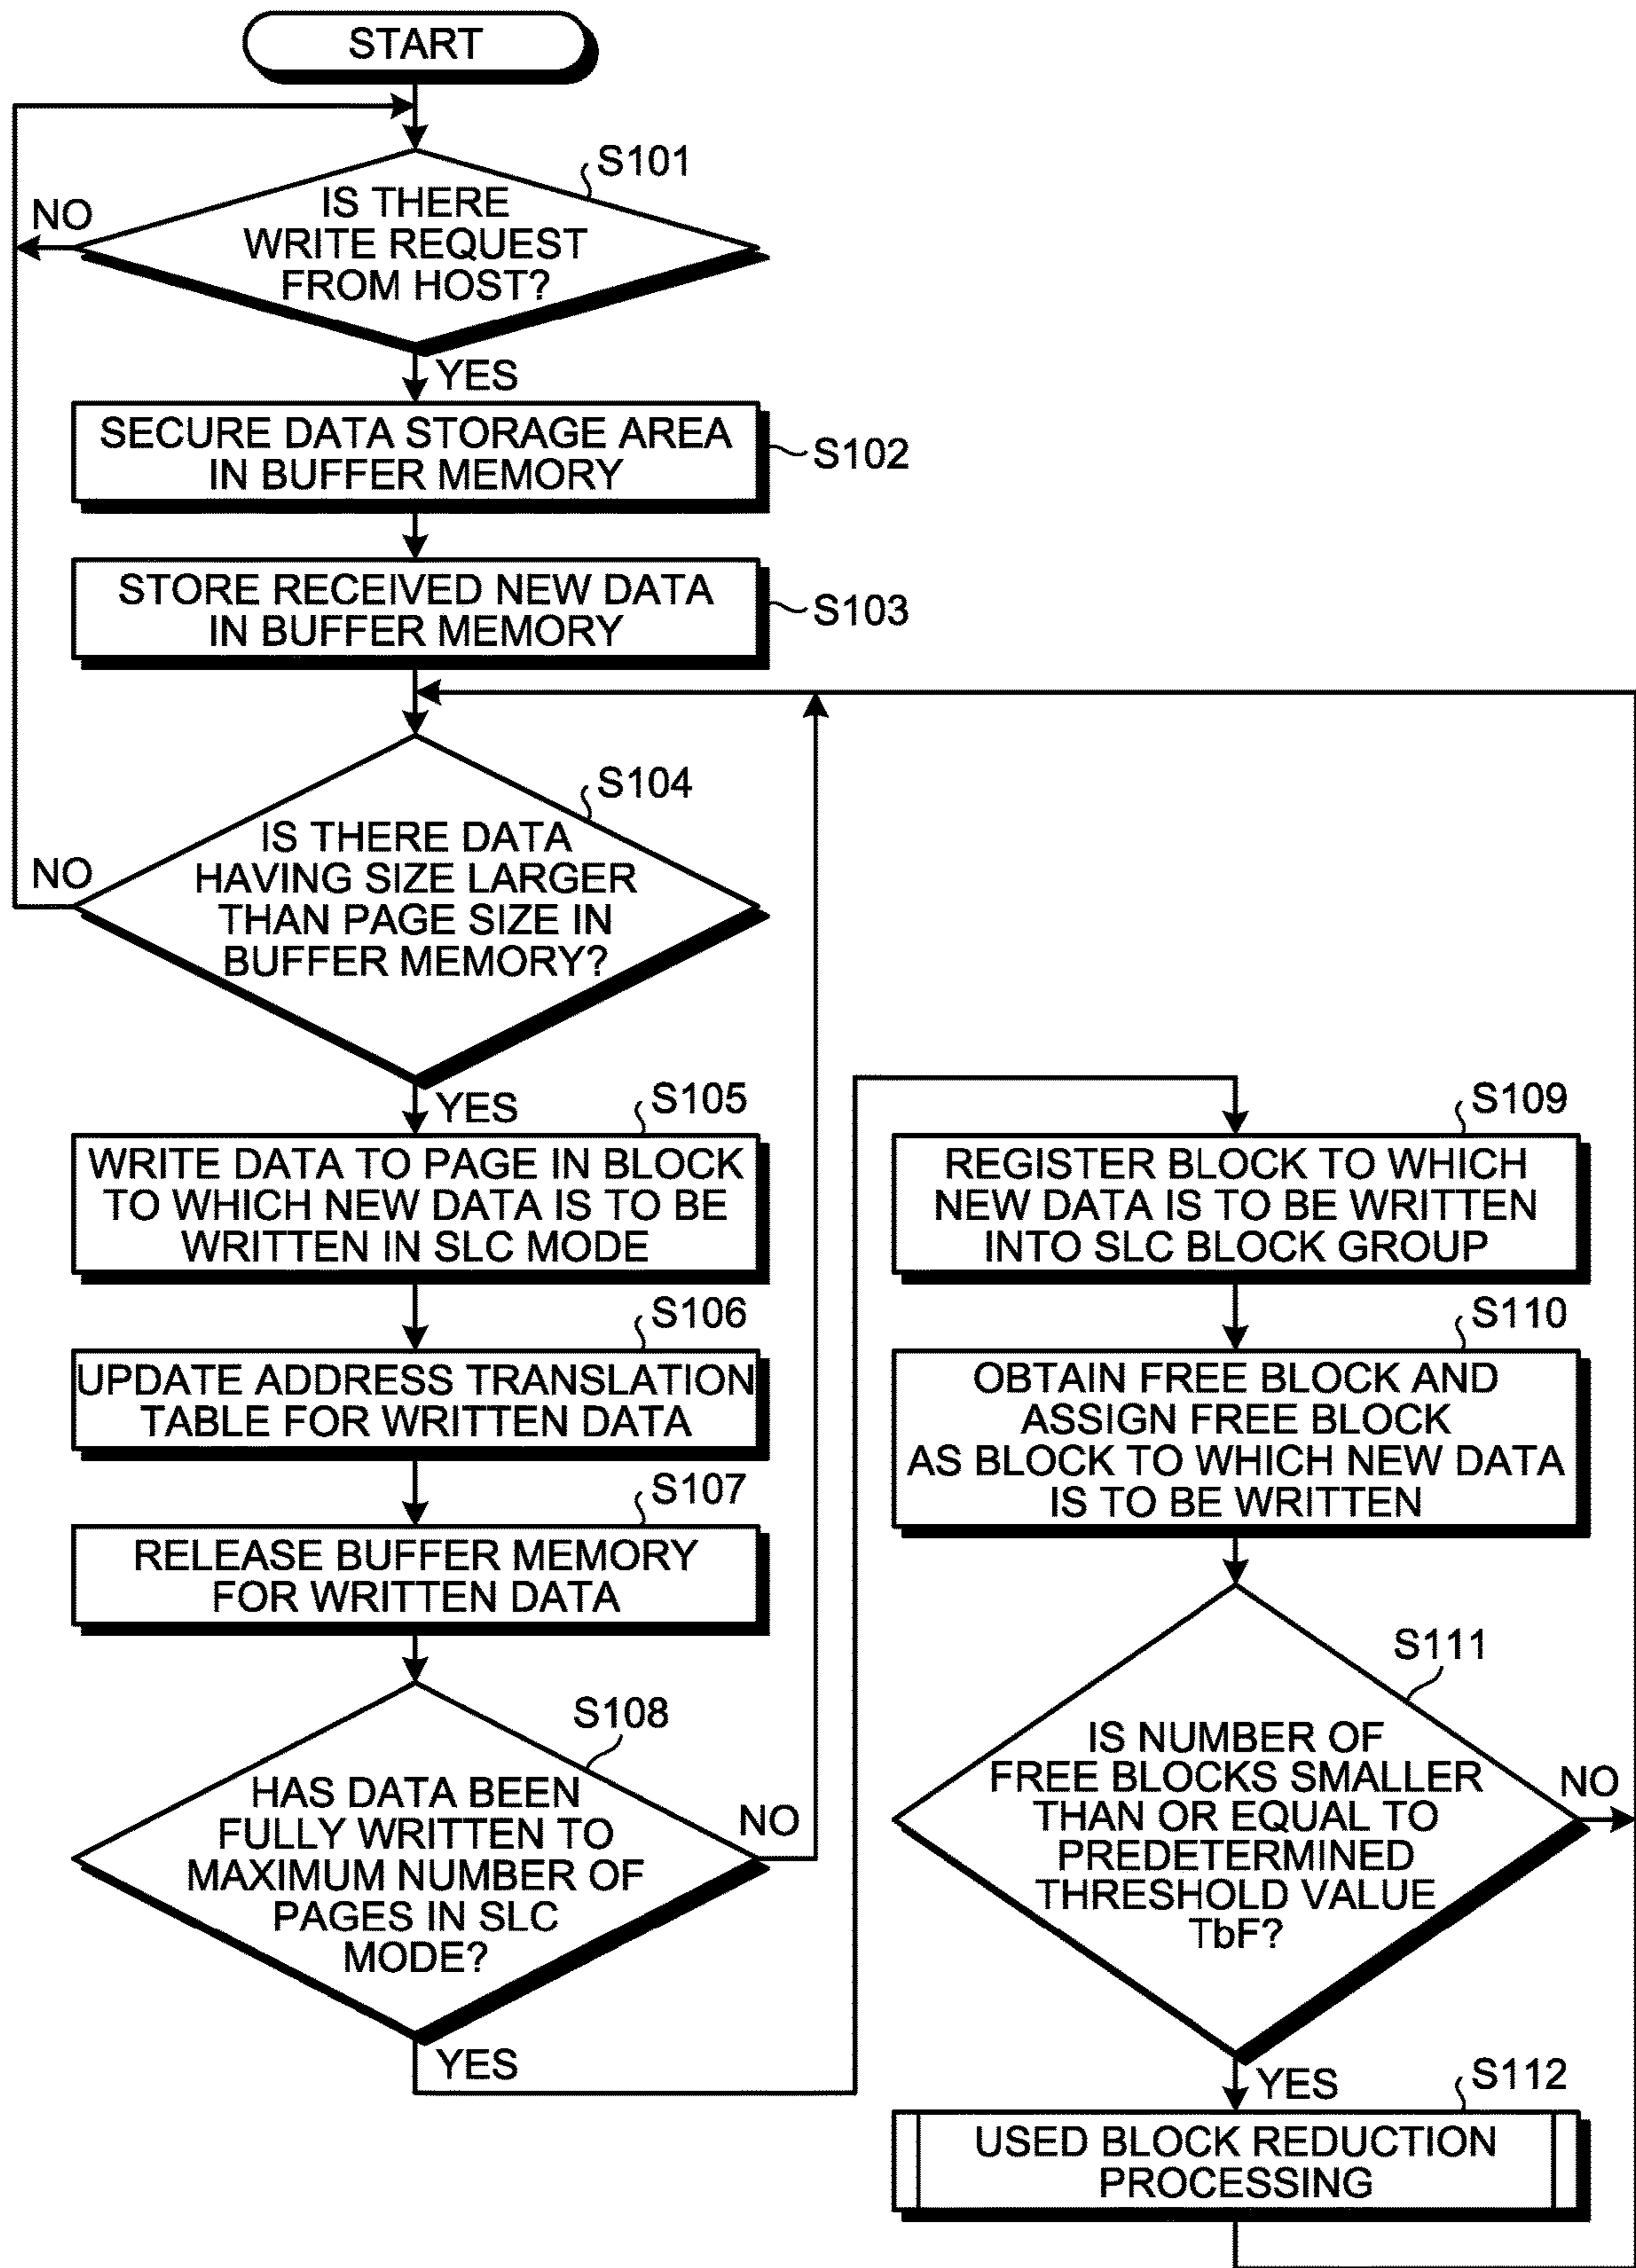 START
S101
IS THERE
WRITE REQUEST
FROM HOST?
NO
YES
SECURE DATA STORAGE AREA
IN BUFFER MEMORY
S102
STORE RECEIVED NEW DATA
IN BUFFER MEMORY
S103
S104
IS THERE DATA
HAVING SIZE LARGER
THAN PAGE SIZE IN
BUFFER MEMORY?
NO
YES
S105
WRITE DATA TO PAGE IN BLOCK
TO WHICH NEW DATA IS TO BE
WRITTEN IN SLC MODE
S106
UPDATE ADDRESS TRANSLATION
TABLE FOR WRITTEN DATA
S107
RELEASE BUFFER MEMORY
FOR WRITTEN DATA
S108
HAS DATA BEEN
FULLY WRITTEN TO
MAXIMUM NUMBER OF
PAGES IN SLC
MODE?
NO
YES
S109
REGISTER BLOCK TO WHICH
NEW DATA IS TO BE WRITTEN
INTO SLC BLOCK GROUP
S110
OBTAIN FREE BLOCK AND
ASSIGN FREE BLOCK
AS BLOCK TO WHICH NEW DATA
IS TO BE WRITTEN
S111
IS NUMBER OF
FREE BLOCKS SMALLER
THAN OR EQUAL TO
PREDETERMINED
THRESHOLD VALUE
TbF?
NO
YES
S112
USED BLOCK REDUCTION
PROCESSING